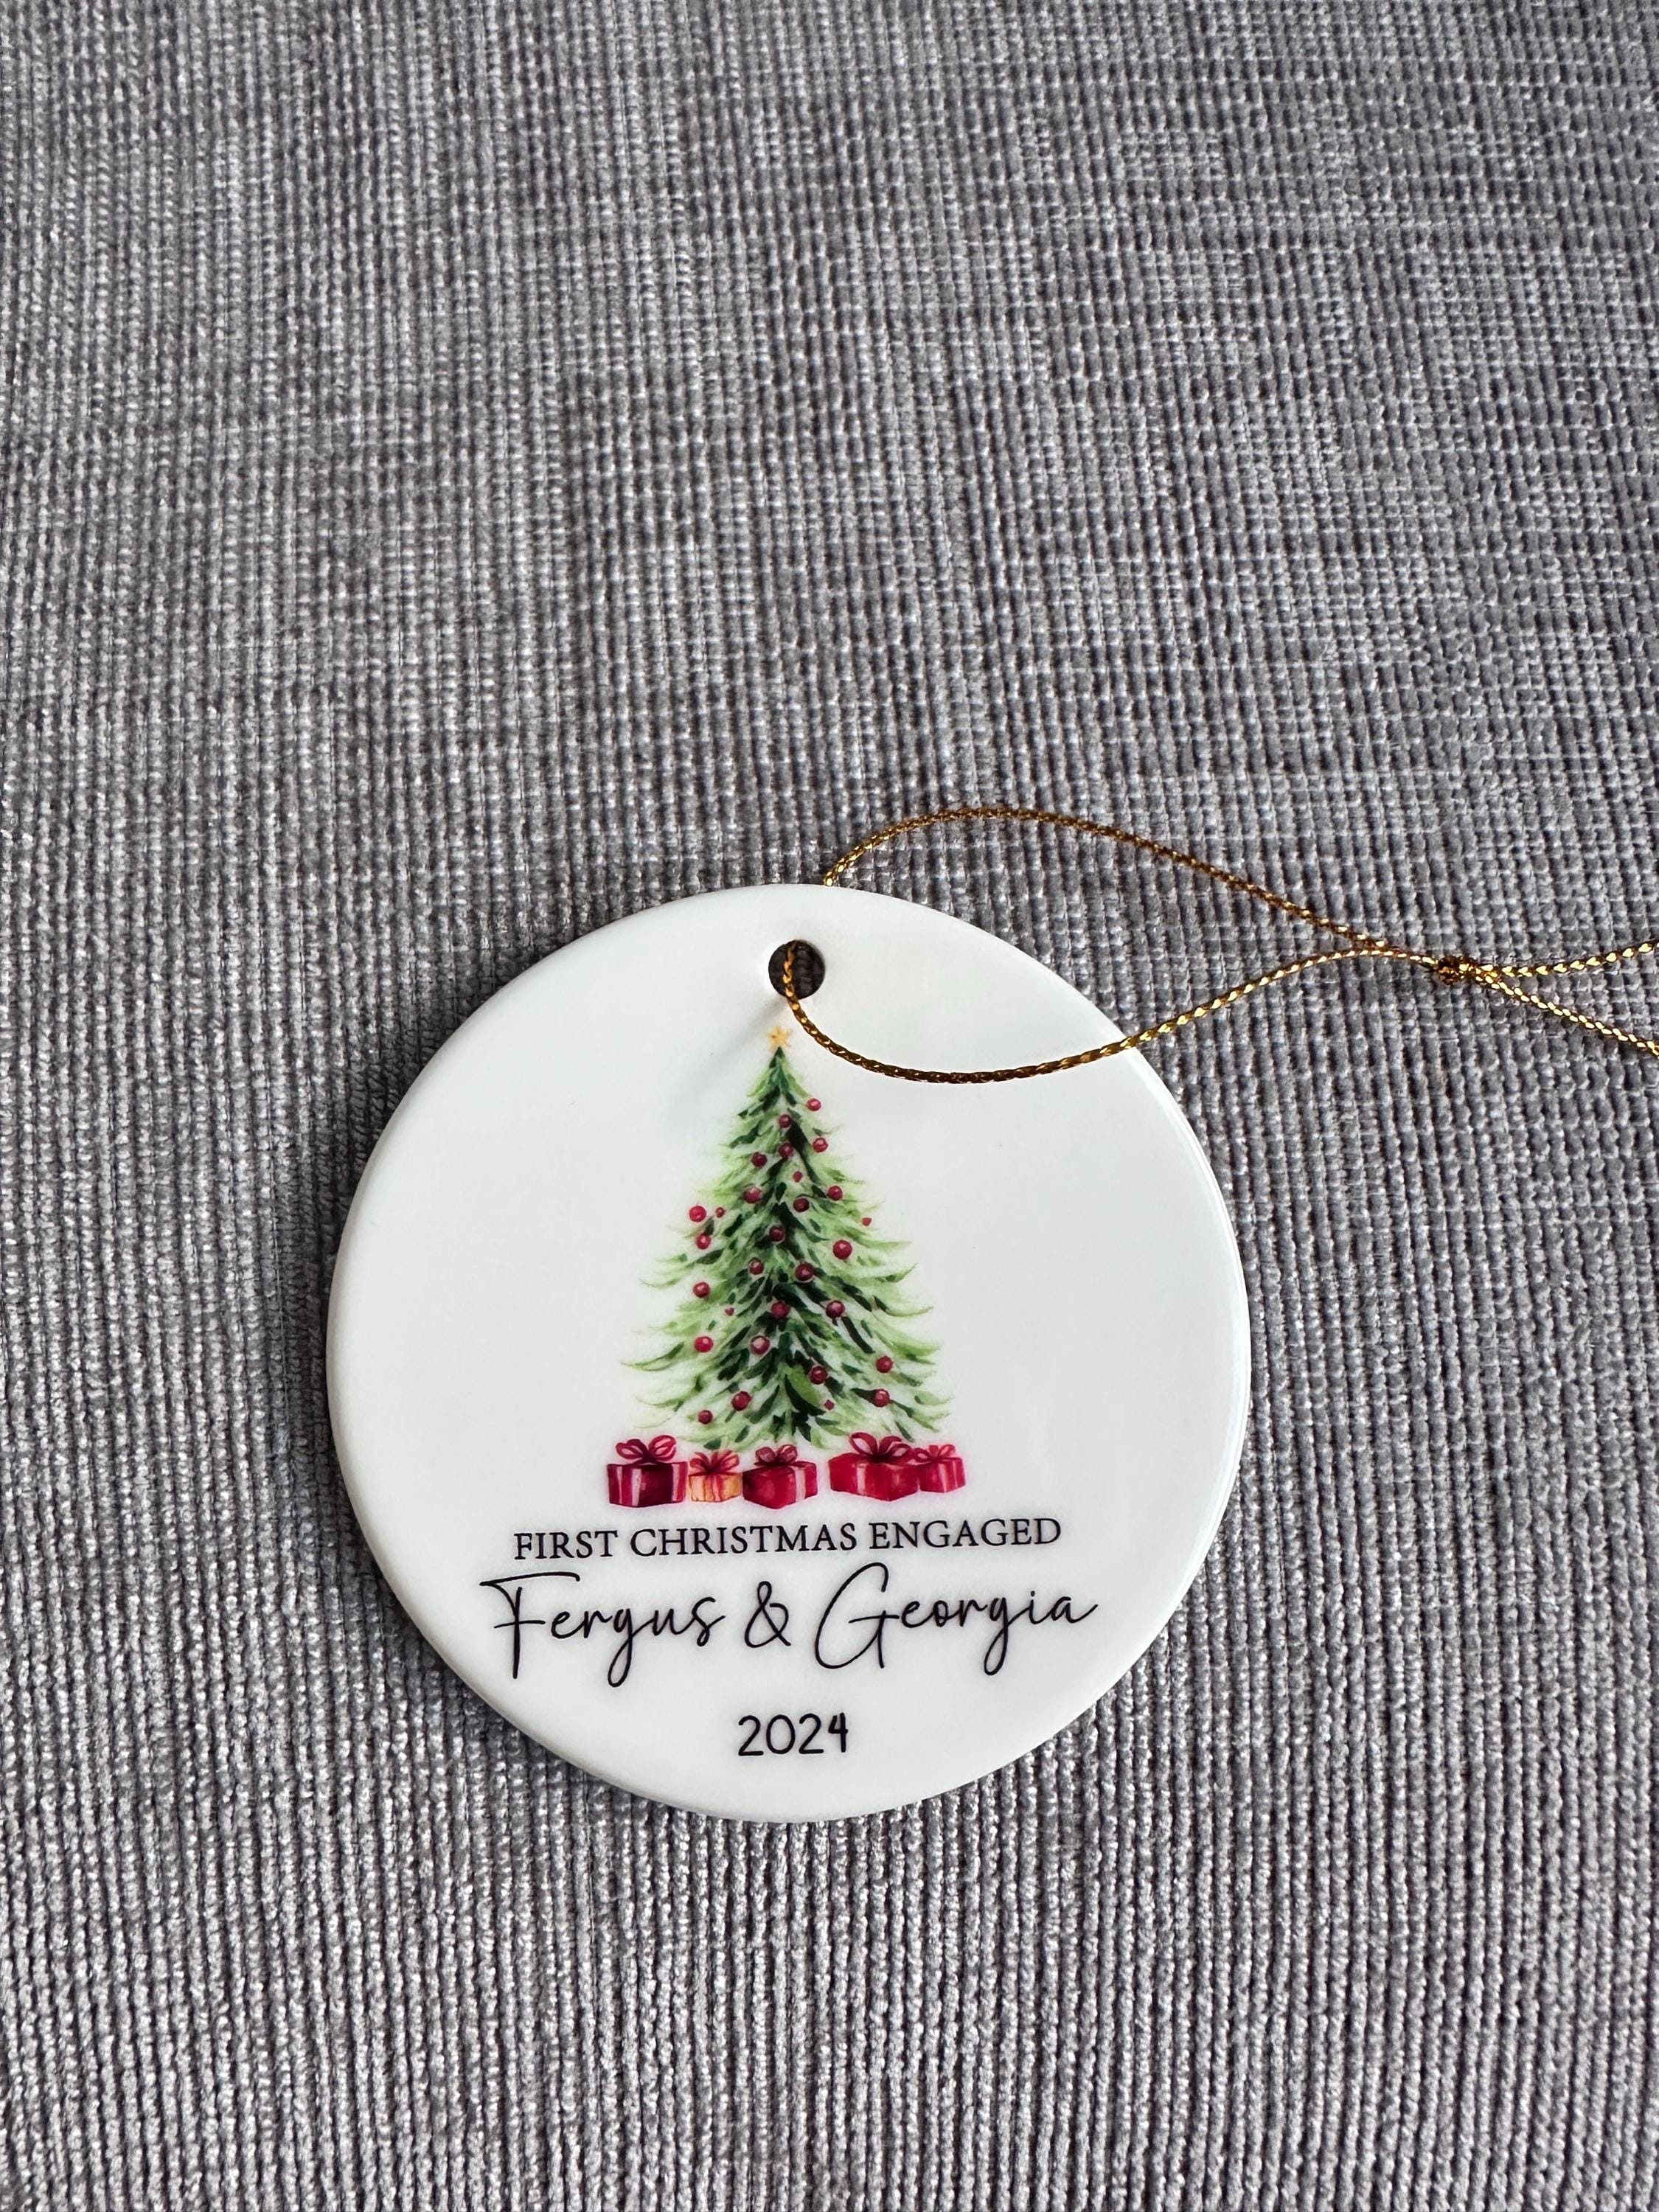 FIRST CHRISTMAS ENGAGED
Fergus & Georgia
2024